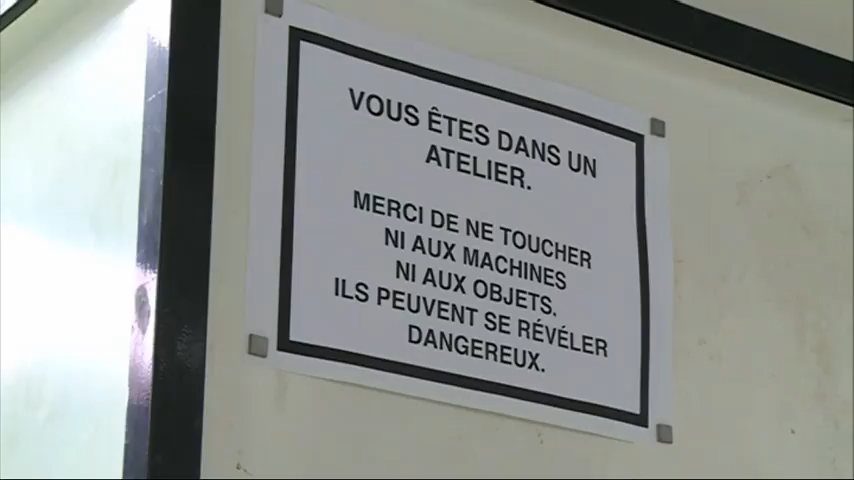 VOUS ÊTES DANS UN
ATELIER.
MERCI DE NE TOUCHER
NI AUX MACHINES
NI AUX OBJETS.
ILS PEUVENT SE RÉVÉLER
DANGEREUX.